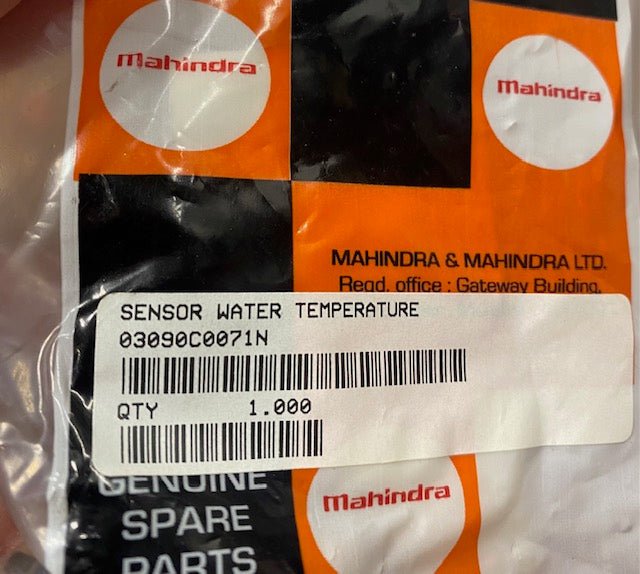 Mahindra
Mahindra
MAHINDRA & MAHINDRA LTD.
Regd. office : Gateway Building,
SENSOR WATER TEMPERATURE
03090C0071N
QTY 1.000
GENUINE
SPARE
PARTS
Mahindra